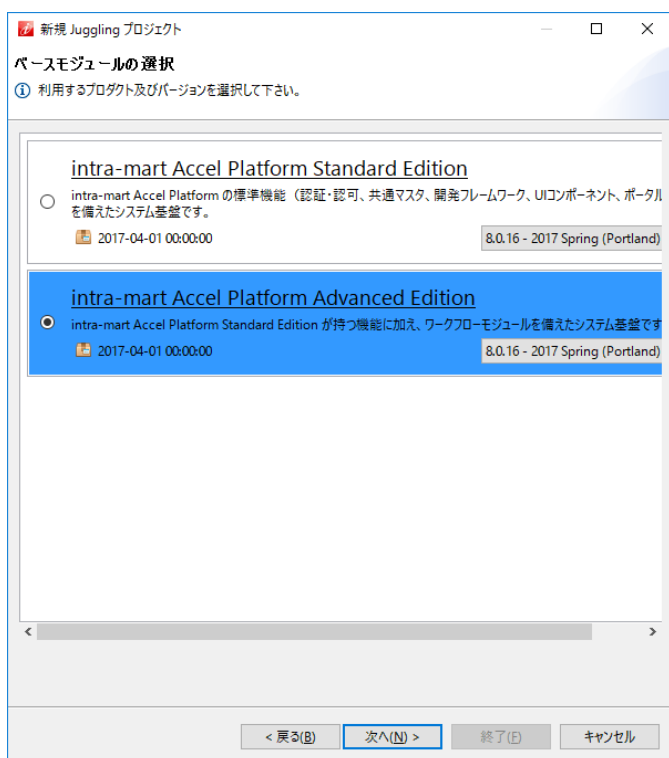 新規 Juggling プロジェクト
ベースモジュールの選択
利用するプロダクト及びバージョンを選択して下さい。
intra-mart Accel Platform Standard Edition
intra-mart Accel Platform の標準機能（認証・認可、共通マスタ、開発フレームワーク、UIコンポーネント、ポータル
を備えたシステム基盤です。
2017-04-01 00:00:00
8.0.16 - 2017 Spring (Portland)
intra-mart Accel Platform Advanced Edition
intra-mart Accel Platform Standard Edition が持つ機能に加え、ワークフローモジュールを備えたシステム基盤です
2017-04-01 00:00:00
8.0.16 - 2017 Spring (Portland)
< 戻る(B)
次へ(N) >
終了(F)
キャンセル